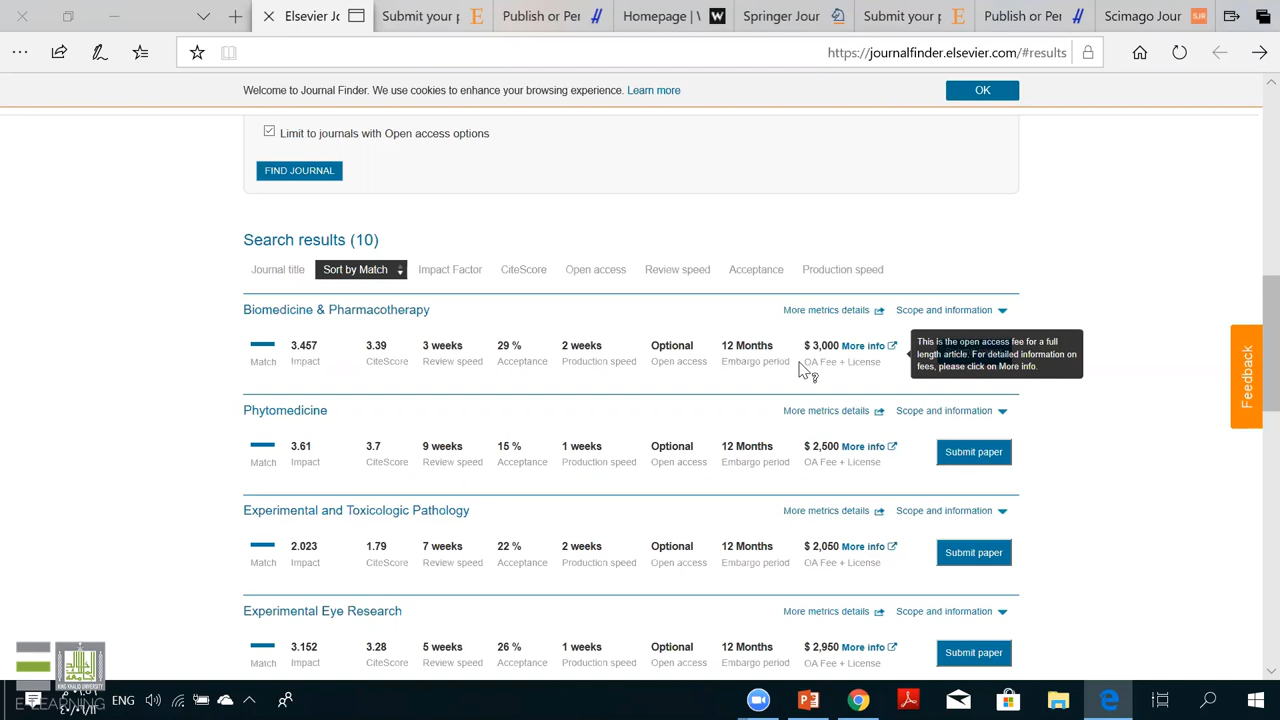 Elsevier Jo
Submit your p
Publish or Per
Homepage | W
Springer Jour
Submit your p
Publish or Per
Scimago Jour
https://journalfinder.elsevier.com/#results
Welcome to Journal Finder. We use cookies to enhance your browsing experience. Learn more
OK
Limit to journals with Open access options
FIND JOURNAL
Search results (10)
Journal title Sort by Match Impact Factor CiteScore Open access Review speed Acceptance Production speed
Biomedicine & Pharmacotherapy More metrics details Scope and information
3.457 3.39 3 weeks 29 % 2 weeks Optional 12 Months $ 3,000 More info
Match Impact CiteScore Review speed Acceptance Production speed Open access Embargo period OA Fee + License
This is the open access fee for a full
length article. For detailed information on
fees, please click on More info.
Phytomedicine More metrics details Scope and information
3.61 3.7 9 weeks 15 % 1 weeks Optional 12 Months $ 2,500 More info
Match Impact CiteScore Review speed Acceptance Production speed Open access Embargo period OA Fee + License
Submit paper
Experimental and Toxicologic Pathology More metrics details Scope and information
2.023 1.79 7 weeks 22 % 2 weeks Optional 12 Months $ 2,050 More info
Match Impact CiteScore Review speed Acceptance Production speed Open access Embargo period OA Fee + License
Submit paper
Experimental Eye Research More metrics details Scope and information
3.152 3.28 5 weeks 26 % 1 weeks Optional 12 Months $ 2,950 More info
Match Impact CiteScore Review speed Acceptance Production speed Open access Embargo period OA Fee + License
Submit paper
Feedback
KING KHALID UNIVERSITY
E-LEARNING
ENG